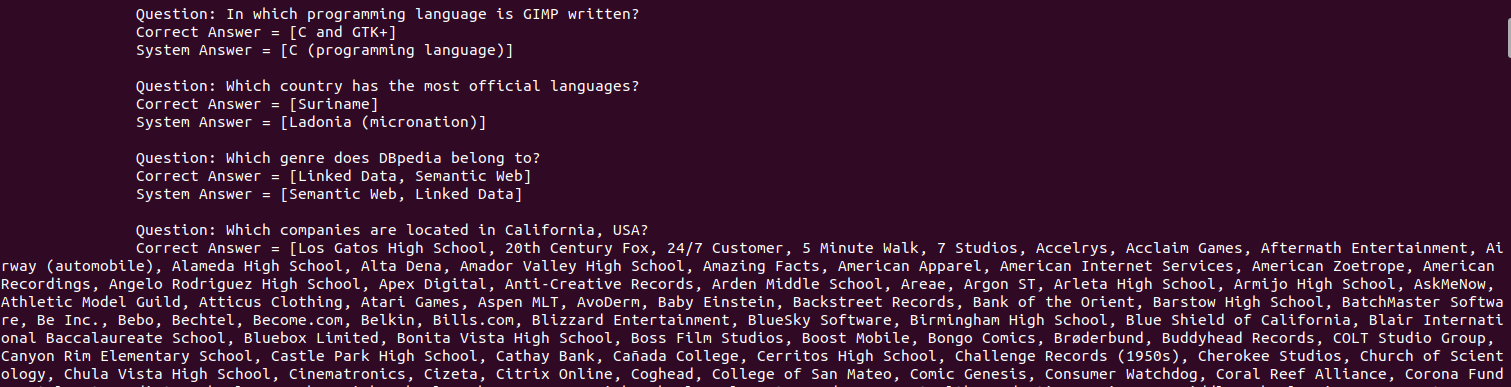 Question: In which programming language is GIMP written?
Correct Answer = [C and GTK+]
System Answer = [C (programming language)]
Question: Which country has the most official languages?
Correct Answer = [Suriname]
System Answer = [Ladonia (micronation)]
Question: Which genre does DBpedia belong to?
Correct Answer = [Linked Data, Semantic Web]
System Answer = [Semantic Web, Linked Data]
Question: Which companies are located in California, USA?
Correct Answer = [Los Gatos High School, 20th Century Fox, 24/7 Customer, 5 Minute Walk, 7 Studios, Accelrys, Acclaim Games, Aftermath Entertainment, Ai
rway (automobile), Alameda High School, Alta Dena, Amador Valley High School, Amazing Facts, American Apparel, American Internet Services, American Zoetrope, American
Recordings, Angelo Rodriguez High School, Apex Digital, Anti-Creative Records, Arden Middle School, Areae, Argon ST, Arleta High School, Armijo High School, AskMeNow,
Athletic Model Guild, Atticus Clothing, Atari Games, Aspen MLT, AvoDerm, Baby Einstein, Backstreet Records, Bank of the Orient, Barstow High School, BatchMaster Softwa
re, Be Inc., Bebo, Bechtel, Become.com, Belkin, Bills.com, Blizzard Entertainment, BlueSky Software, Birmingham High School, Blue Shield of California, Blair Internati
onal Baccalaureate School, Bluebox Limited, Bonita Vista High School, Boss Film Studios, Boost Mobile, Bongo Comics, Brøderbund, Buddyhead Records, COLT Studio Group,
Canyon Rim Elementary School, Castle Park High School, Cathay Bank, Cañada College, Cerritos High School, Challenge Records (1950s), Cherokee Studios, Church of Scient
ology, Chula Vista High School, Cinematronics, Cizeta, Citrix Online, Coghead, College of San Mateo, Comic Genesis, Consumer Watchdog, Coral Reef Alliance, Corona Fund